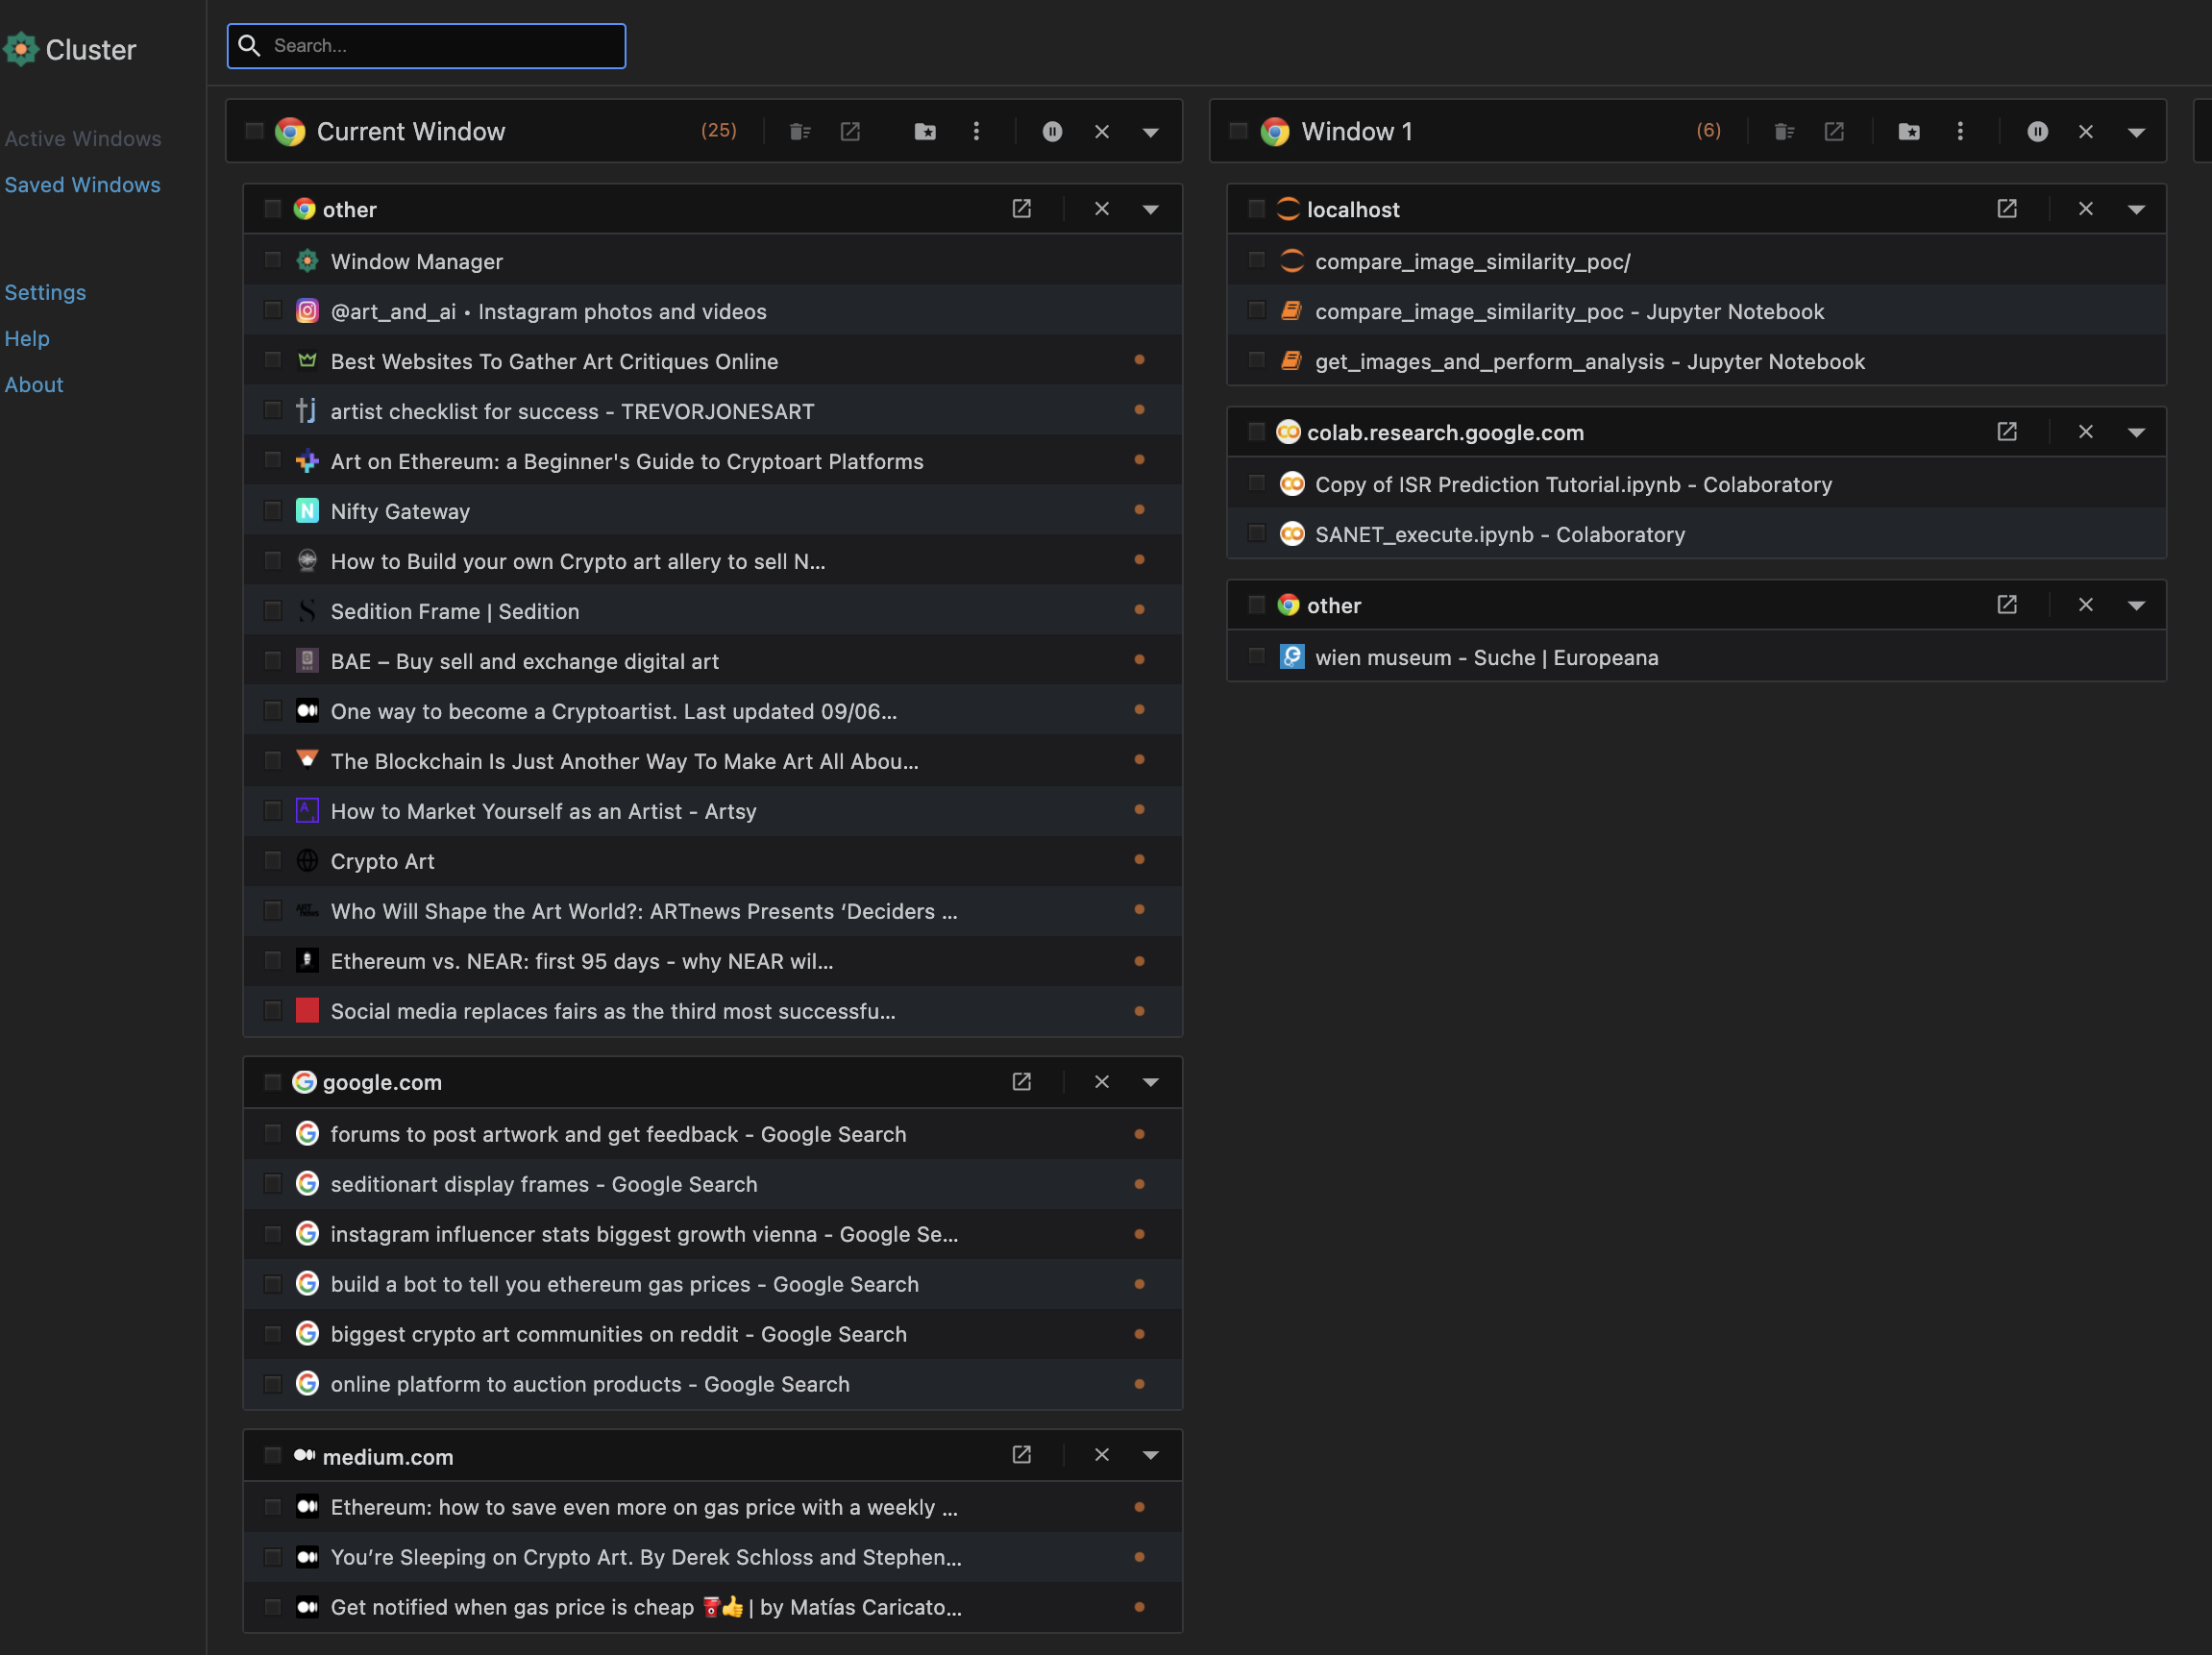 Cluster
Active Windows
Saved Windows
Settings
Help
About
Search...
Current Window (25)
other
Window Manager
@art_and_ai • Instagram photos and videos
Best Websites To Gather Art Critiques Online
artist checklist for success - TREVORJONESART
Art on Ethereum: a Beginner's Guide to Cryptoart Platforms
Nifty Gateway
How to Build your own Crypto art allery to sell N...
Sedition Frame | Sedition
BAE – Buy sell and exchange digital art
One way to become a Cryptoartist. Last updated 09/06...
The Blockchain Is Just Another Way To Make Art All Abou...
How to Market Yourself as an Artist - Artsy
Crypto Art
Who Will Shape the Art World?: ARTnews Presents ‘Deciders ...
Ethereum vs. NEAR: first 95 days - why NEAR wil...
Social media replaces fairs as the third most successfu...
google.com
forums to post artwork and get feedback - Google Search
seditionart display frames - Google Search
instagram influencer stats biggest growth vienna - Google Se...
build a bot to tell you ethereum gas prices - Google Search
biggest crypto art communities on reddit - Google Search
online platform to auction products - Google Search
medium.com
Ethereum: how to save even more on gas price with a weekly ...
You’re Sleeping on Crypto Art. By Derek Schloss and Stephen...
Get notified when gas price is cheap ⛽👍 | by Matías Caricato...
Window 1 (6)
localhost
compare_image_similarity_poc/
compare_image_similarity_poc - Jupyter Notebook
get_images_and_perform_analysis - Jupyter Notebook
colab.research.google.com
Copy of ISR Prediction Tutorial.ipynb - Colaboratory
SANET_execute.ipynb - Colaboratory
other
wien museum - Suche | Europeana